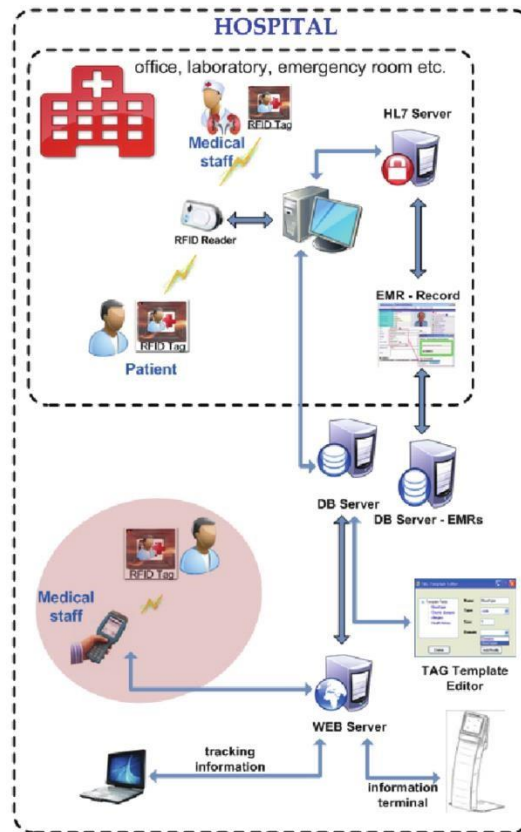 HOSPITAL
office, laboratory, emergency room etc.
RFID Tag
Medical
staff
HL7 Server
RFID Reader
EMR - Record
RFID Tag
Patient
DB Server
DB Server - EMRs
RFID Tag
Medical
staff
TAG Template
Editor
WEB Server
tracking
information
information
terminal